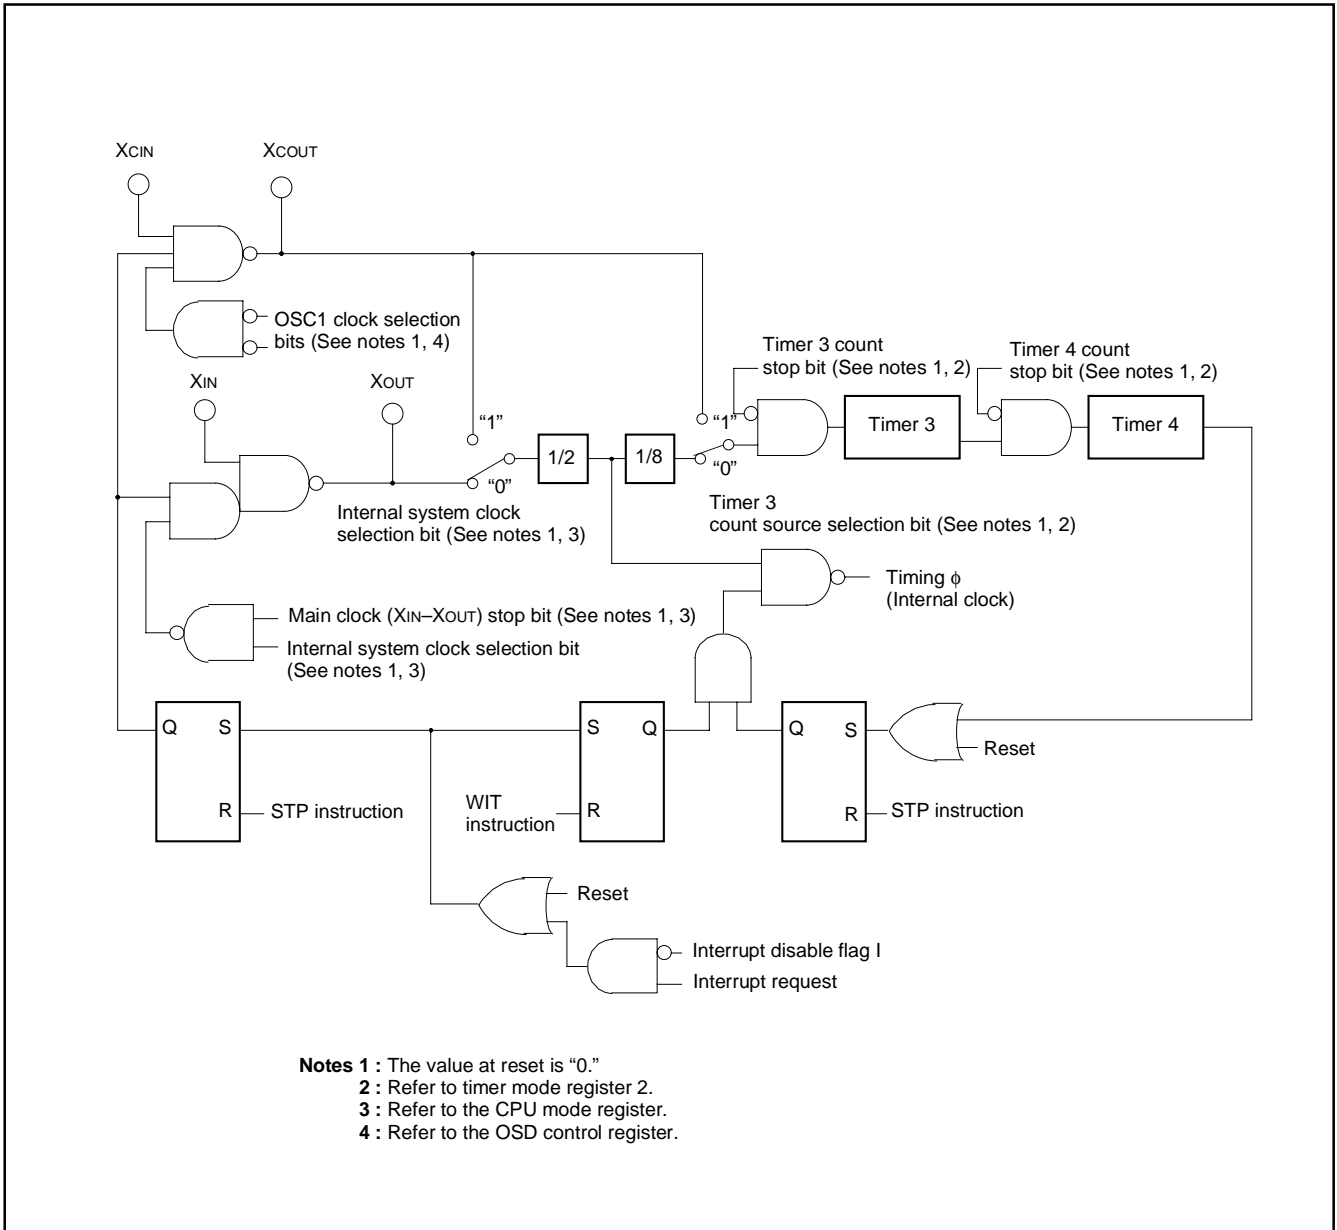 XCIN
XCOUT
OSC1 clock selection
bits (See notes 1, 4)
XIN
XOUT
“1”
“0”
Internal system clock
selection bit (See notes 1, 3)
1/2
1/8
“1”
“0”
Timer 3 count
stop bit (See notes 1, 2)
Timer 4 count
stop bit (See notes 1, 2)
Timer 3
Timer 4
Timer 3
count source selection bit (See notes 1, 2)
Timing ϕ
(Internal clock)
Main clock (XIN–XOUT) stop bit (See notes 1, 3)
Internal system clock selection bit
(See notes 1, 3)
Q
S
R
STP instruction
S
Q
R
WIT
instruction
Q
S
R
Reset
STP instruction
Reset
Interrupt disable flag I
Interrupt request
Notes 1 : The value at reset is “0.”
2 : Refer to timer mode register 2.
3 : Refer to the CPU mode register.
4 : Refer to the OSD control register.